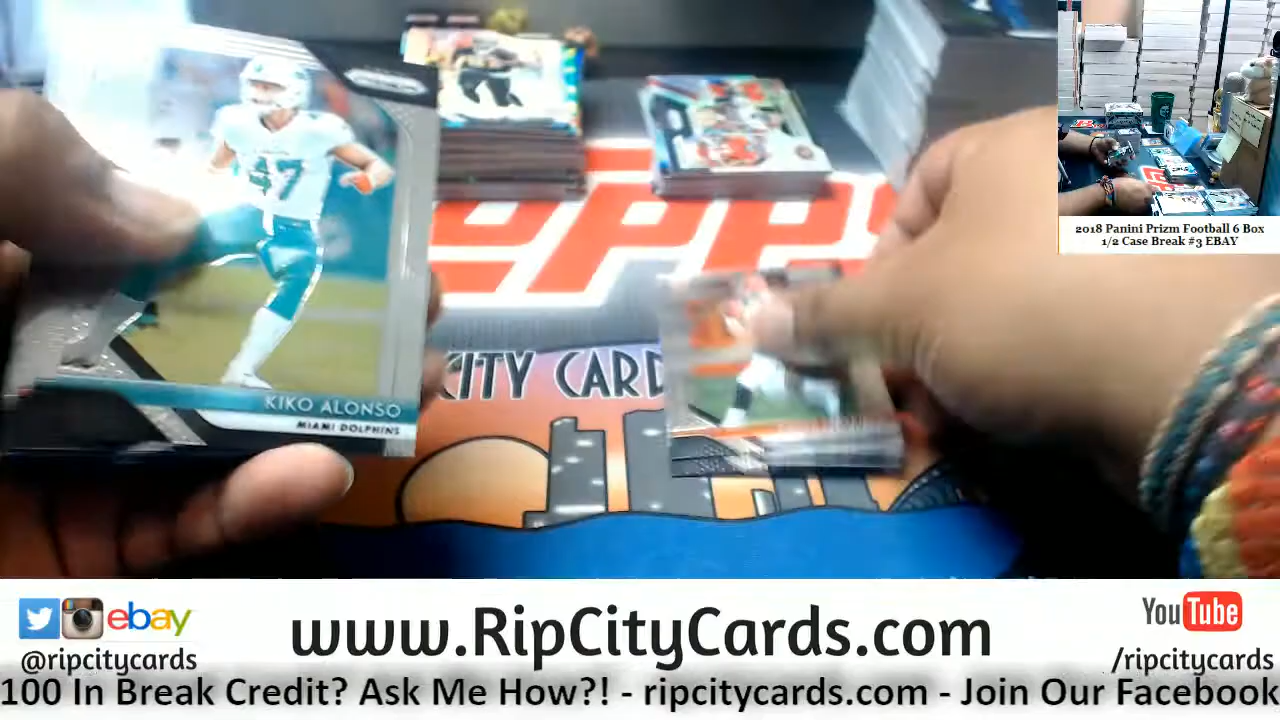 KIKO ALONSO
MIAMI DOLPHINS
47
CITY CARD
2018 Panini Prizm Football 6 Box
1/2 Case Break #3 EBAY
ebay
@ripcitycards
www.RipCityCards.com
YouTube
/ripcitycards
100 In Break Credit? Ask Me How?! - ripcitycards.com - Join Our Facebook